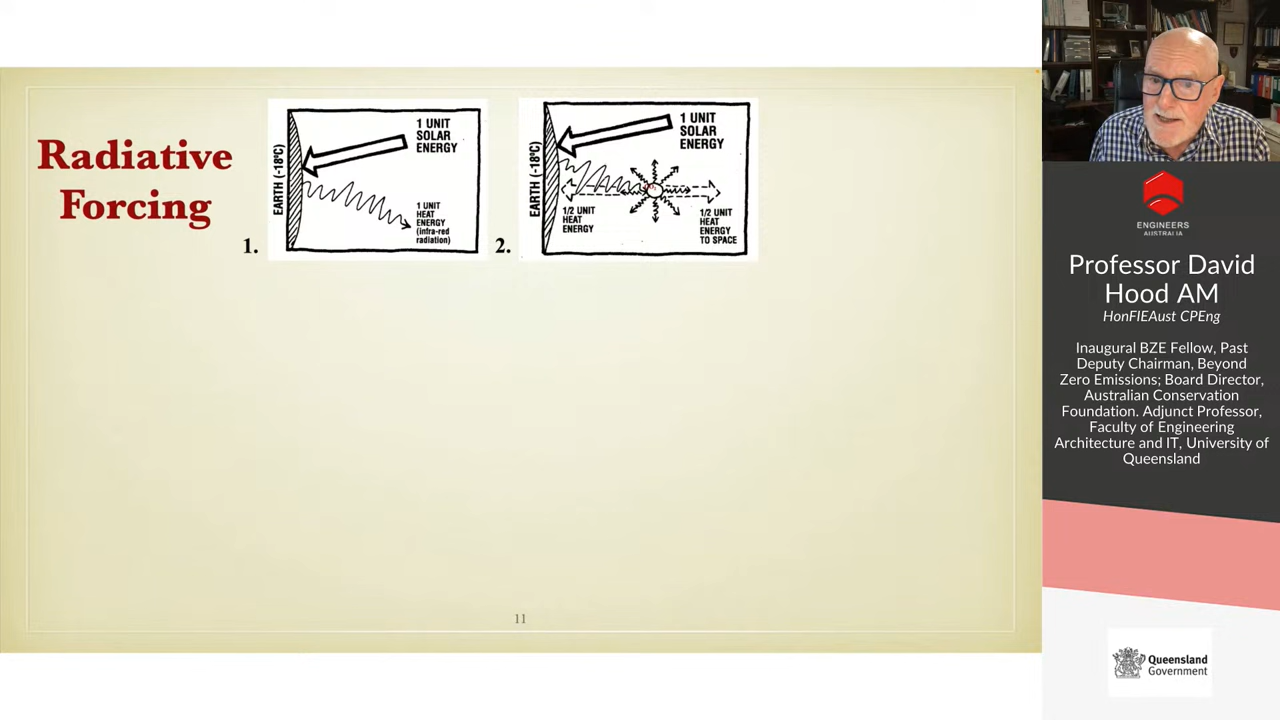 Radiative
Forcing
1.
EARTH (-18ºC)
1 UNIT
SOLAR
ENERGY
1 UNIT
HEAT
ENERGY
(infra-red
radiation)
2.
EARTH (-18ºC)
1 UNIT
SOLAR
ENERGY
1/2 UNIT
HEAT
ENERGY
1/2 UNIT
HEAT
ENERGY
TO SPACE
11
ENGINEERS
AUSTRALIA
Professor David
Hood AM
HonFIEAust CPEng
Inaugural BZE Fellow, Past
Deputy Chairman, Beyond
Zero Emissions; Board Director,
Australian Conservation
Foundation. Adjunct Professor,
Faculty of Engineering
Architecture and IT, University of
Queensland
Queensland
Government